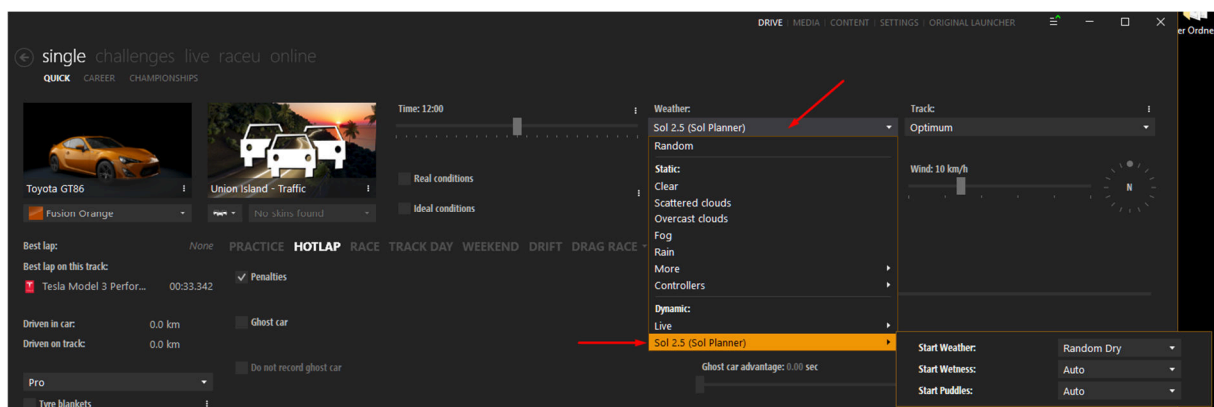 DRIVE | MEDIA | CONTENT | SETTINGS | ORIGINAL LAUNCHER
er Ordne
single challenges live raceu online
QUICK CAREER CHAMPIONSHIPS
Time: 12:00
Weather:
Track:
Sol 2.5 (Sol Planner)
Optimum
Random
Static:
Clear
Scattered clouds
Overcast clouds
Fog
Rain
More
Controllers
Dynamic:
Live
Sol 2.5 (Sol Planner)
Wind: 10 km/h
N
Real conditions
Ideal conditions
Toyota GT86
Union Island - Traffic
Fusion Orange
No skins found
Best lap: None
PRACTICE HOTLAP RACE TRACK DAY WEEKEND DRIFT DRAG RACE
Best lap on this track:
Tesla Model 3 Perfor... 00:33.342
Penalties
Driven in car: 0.0 km
Ghost car
Driven on track: 0.0 km
Do not record ghost car
Ghost car advantage: 0.00 sec
Start Weather: Random Dry
Start Wetness: Auto
Start Puddles: Auto
Pro
Tyre blankets